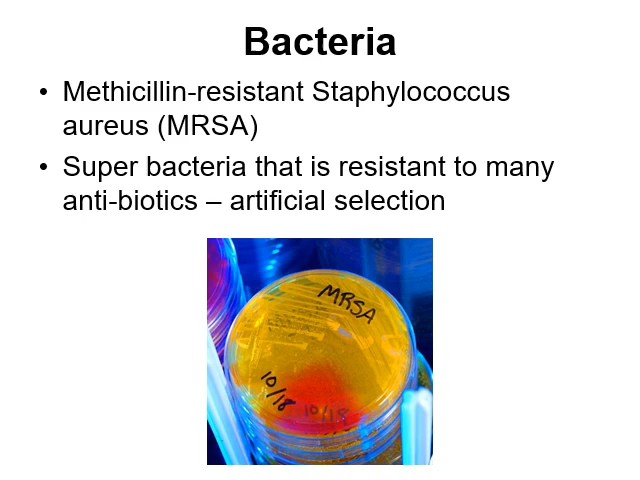 Bacteria
• Methicillin-resistant Staphylococcus
aureus (MRSA)
• Super bacteria that is resistant to many
anti-biotics – artificial selection
MRSA
10/18
10/18